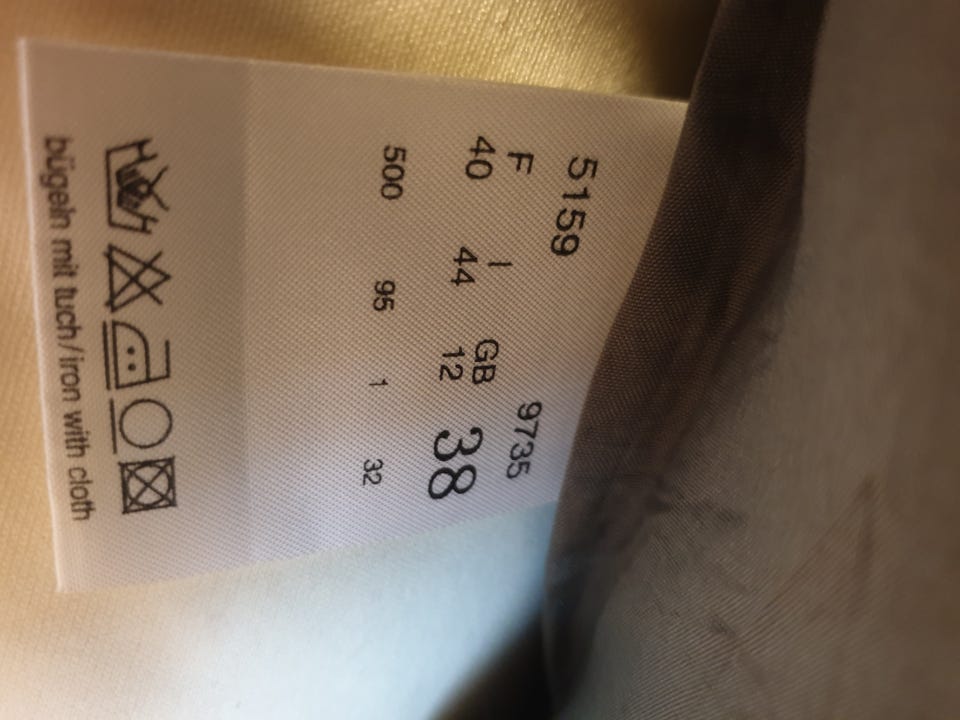 5159 9735
F I GB
40 44 12 38
500 95 1 32
bügeln mit tuch/iron with cloth